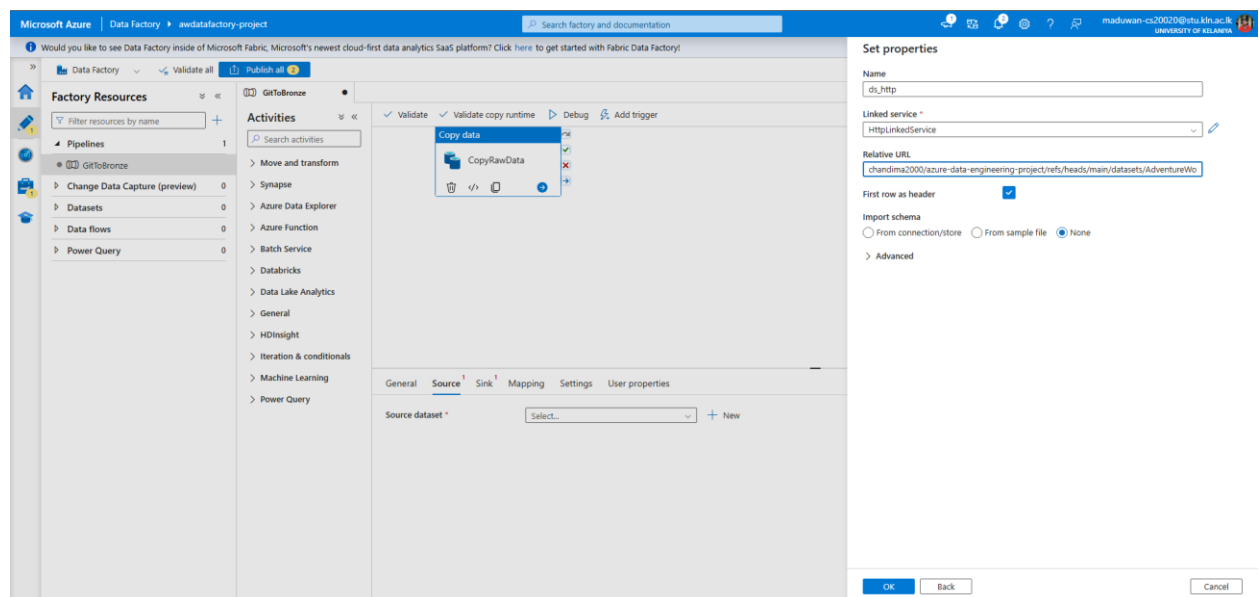 Microsoft Azure | Data Factory ▸ awdatafactory-project
Search factory and documentation
1
2
maduwan-cs20020@stu.kln.ac.lk
UNIVERSITY OF KELANIYA
Would you like to see Data Factory inside of Microsoft Fabric, Microsoft's newest cloud-first data analytics SaaS platform? Click here to get started with Fabric Data Factory!
Data Factory
Validate all
Publish all 2
Factory Resources
Filter resources by name
Pipelines 1
GitToBronze
Change Data Capture (preview) 0
Datasets 0
Data flows 0
Power Query 0
1
1
GitToBronze
Activities
Search activities
Move and transform
Synapse
Azure Data Explorer
Azure Function
Batch Service
Databricks
Data Lake Analytics
General
HDInsight
Iteration & conditionals
Machine Learning
Power Query
Validate
Validate copy runtime
Debug
Add trigger
Copy data
CopyRawData
General
Source 1
Sink 1
Mapping
Settings
User properties
Source dataset *
Select...
New
Set properties
Name
ds_http
Linked service *
HttpLinkedService
Relative URL
chandima2000/azure-data-engineering-project/refs/heads/main/datasets/AdventureWo
First row as header
Import schema
From connection/store
From sample file
None
Advanced
OK
Back
Cancel